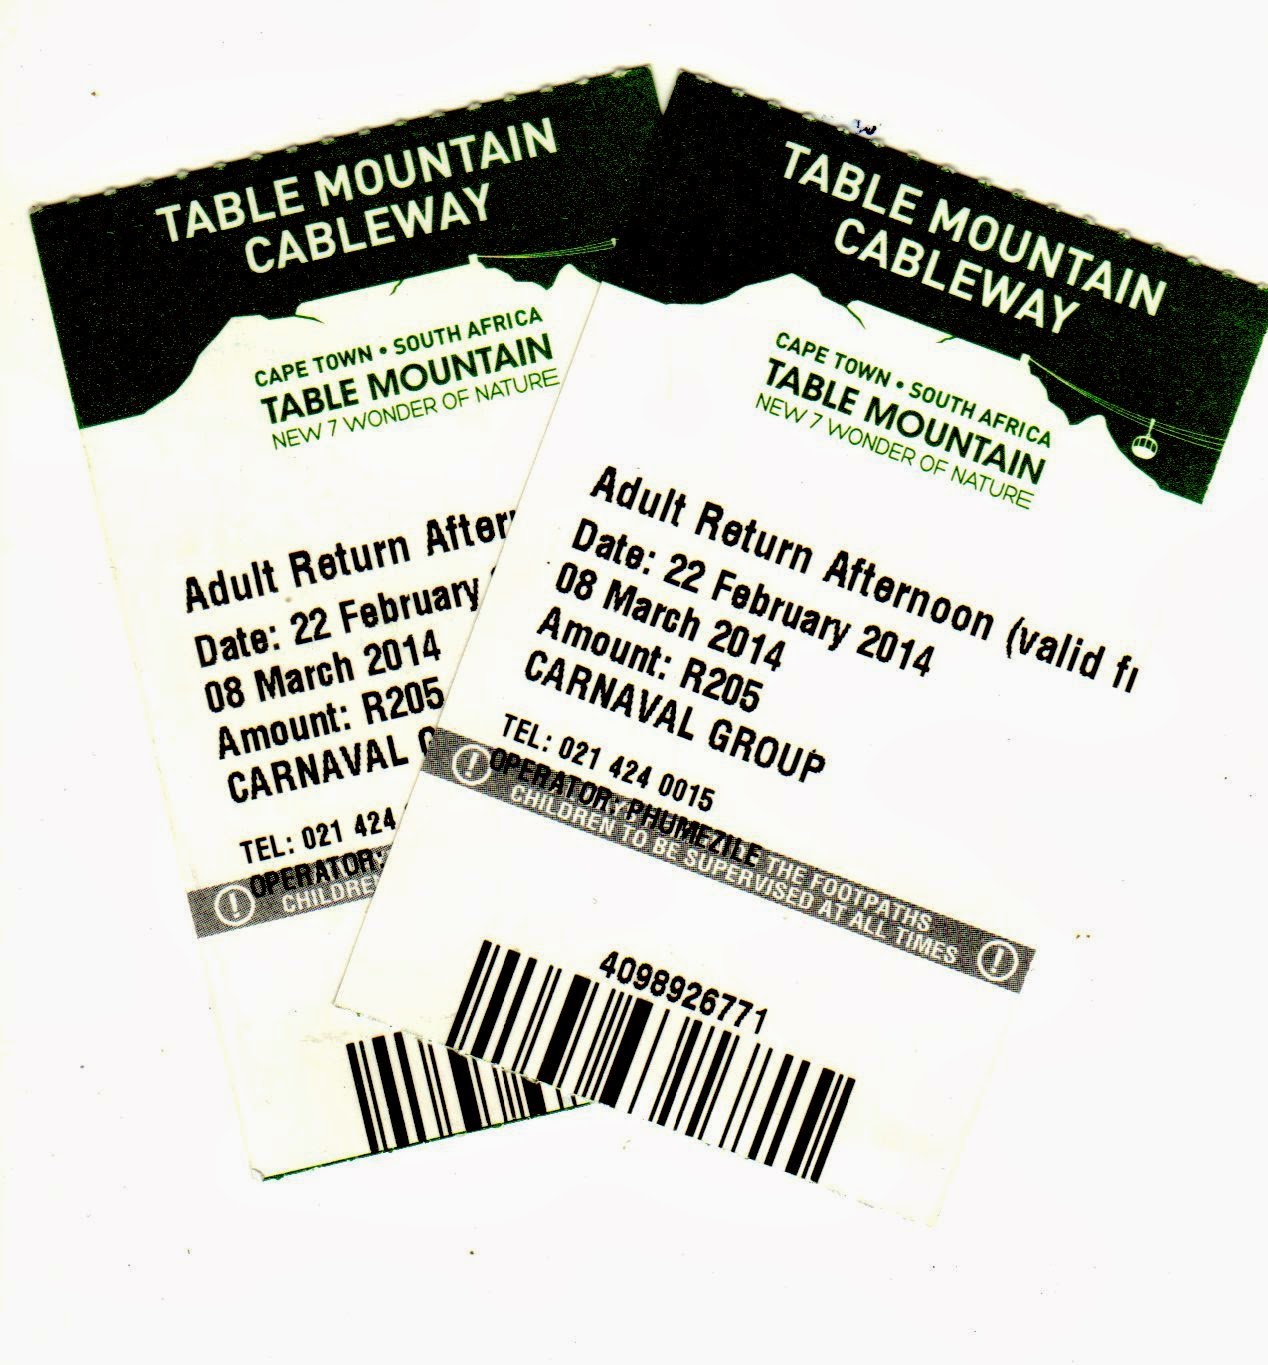 TABLE MOUNTAIN
CABLEWAY
CAPE TOWN • SOUTH AFRICA
TABLE MOUNTAIN
NEW 7 WONDER OF NATURE
Adult Return
Date: 22 February
08 March 2014
Amount: R205
CARNAVAL
TEL: 021 424
OPERATOR:
TABLE MOUNTAIN
CABLEWAY
CAPE TOWN • SOUTH AFRICA
TABLE MOUNTAIN
NEW 7 WONDER OF NATURE
Adult Return Afternoon (valid
Date: 22 February 2014
08 March 2014
Amount: R205
CARNAVAL GROUP
TEL: 021 424 0015
OPERATOR: PHUMEZILE THE FOOTPATHS
CHILDREN TO BE SUPERVISED AT ALL TIMES
4098926771